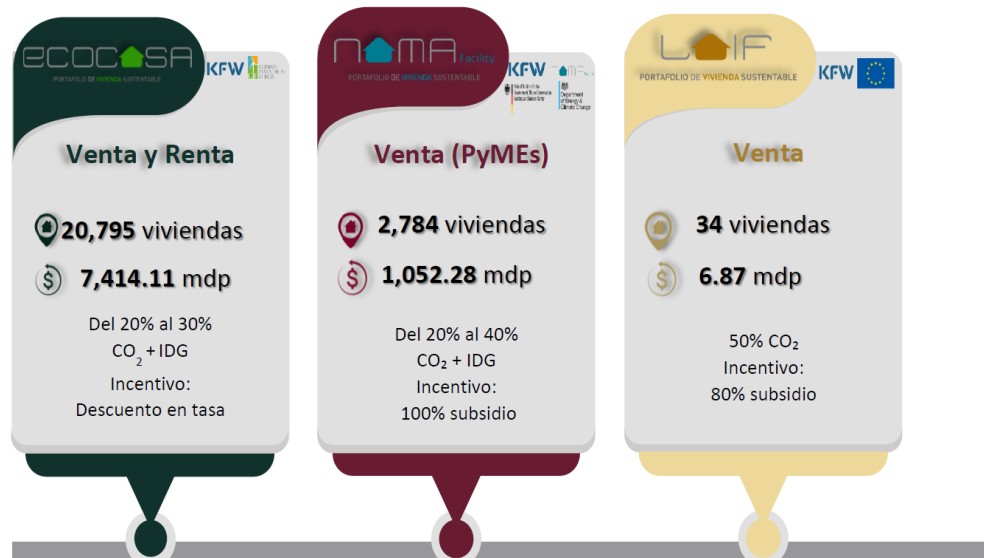 ecocasa
PORTAFOLIO DE VIVIENDA SUSTENTABLE
KFW
Venta y Renta
20,795 viviendas
$ 7,414.11 mdp
Del 20% al 30%
CO₂ + IDG
Incentivo:
Descuento en tasa
nama Facility
PORTAFOLIO DE VIVIENDA SUSTENTABLE
KFW
Department
of Energy &
Climate Change
Venta (PyMEs)
2,784 viviendas
$ 1,052.28 mdp
Del 20% al 40%
CO₂ + IDG
Incentivo:
100% subsidio
LAIF
PORTAFOLIO DE VIVIENDA SUSTENTABLE
KFW
Venta
34 viviendas
$ 6.87 mdp
50% CO₂
Incentivo:
80% subsidio